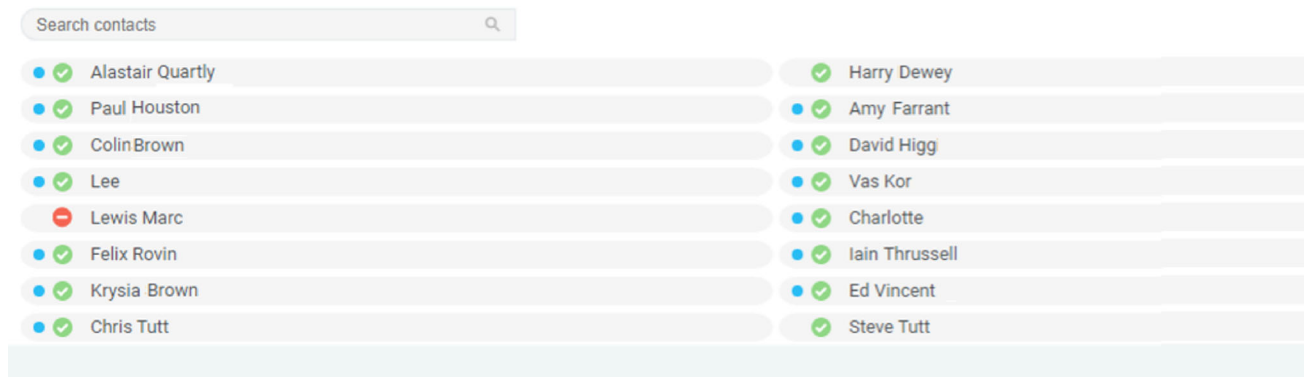 Search contacts
Alastair Quartly
Paul Houston
Colin Brown
Lee
Lewis Marc
Felix Rovin
Krysia Brown
Chris Tutt
Harry Dewey
Amy Farrant
David Higg
Vas Kor
Charlotte
Iain Thrussell
Ed Vincent
Steve Tutt